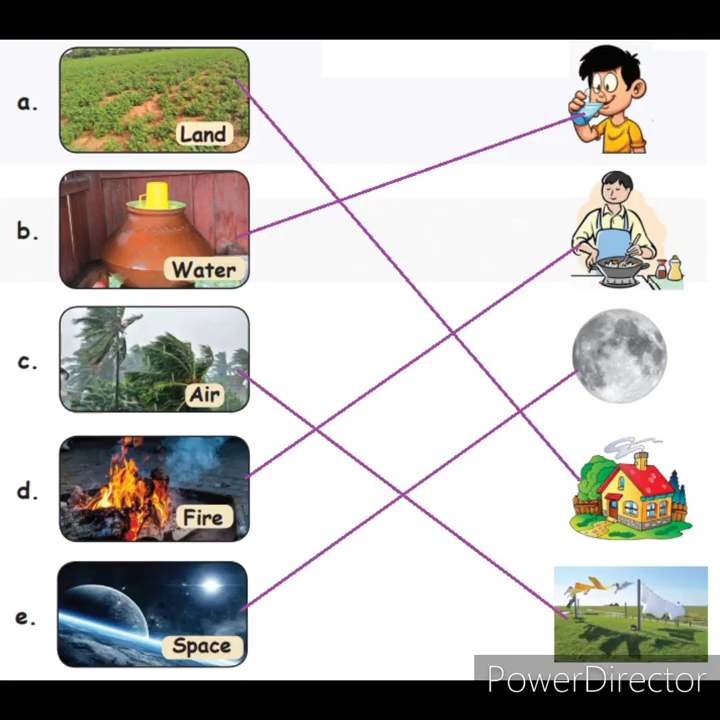 a.
Land
b.
Water
c.
Air
d.
Fire
e.
Space
PowerDirector